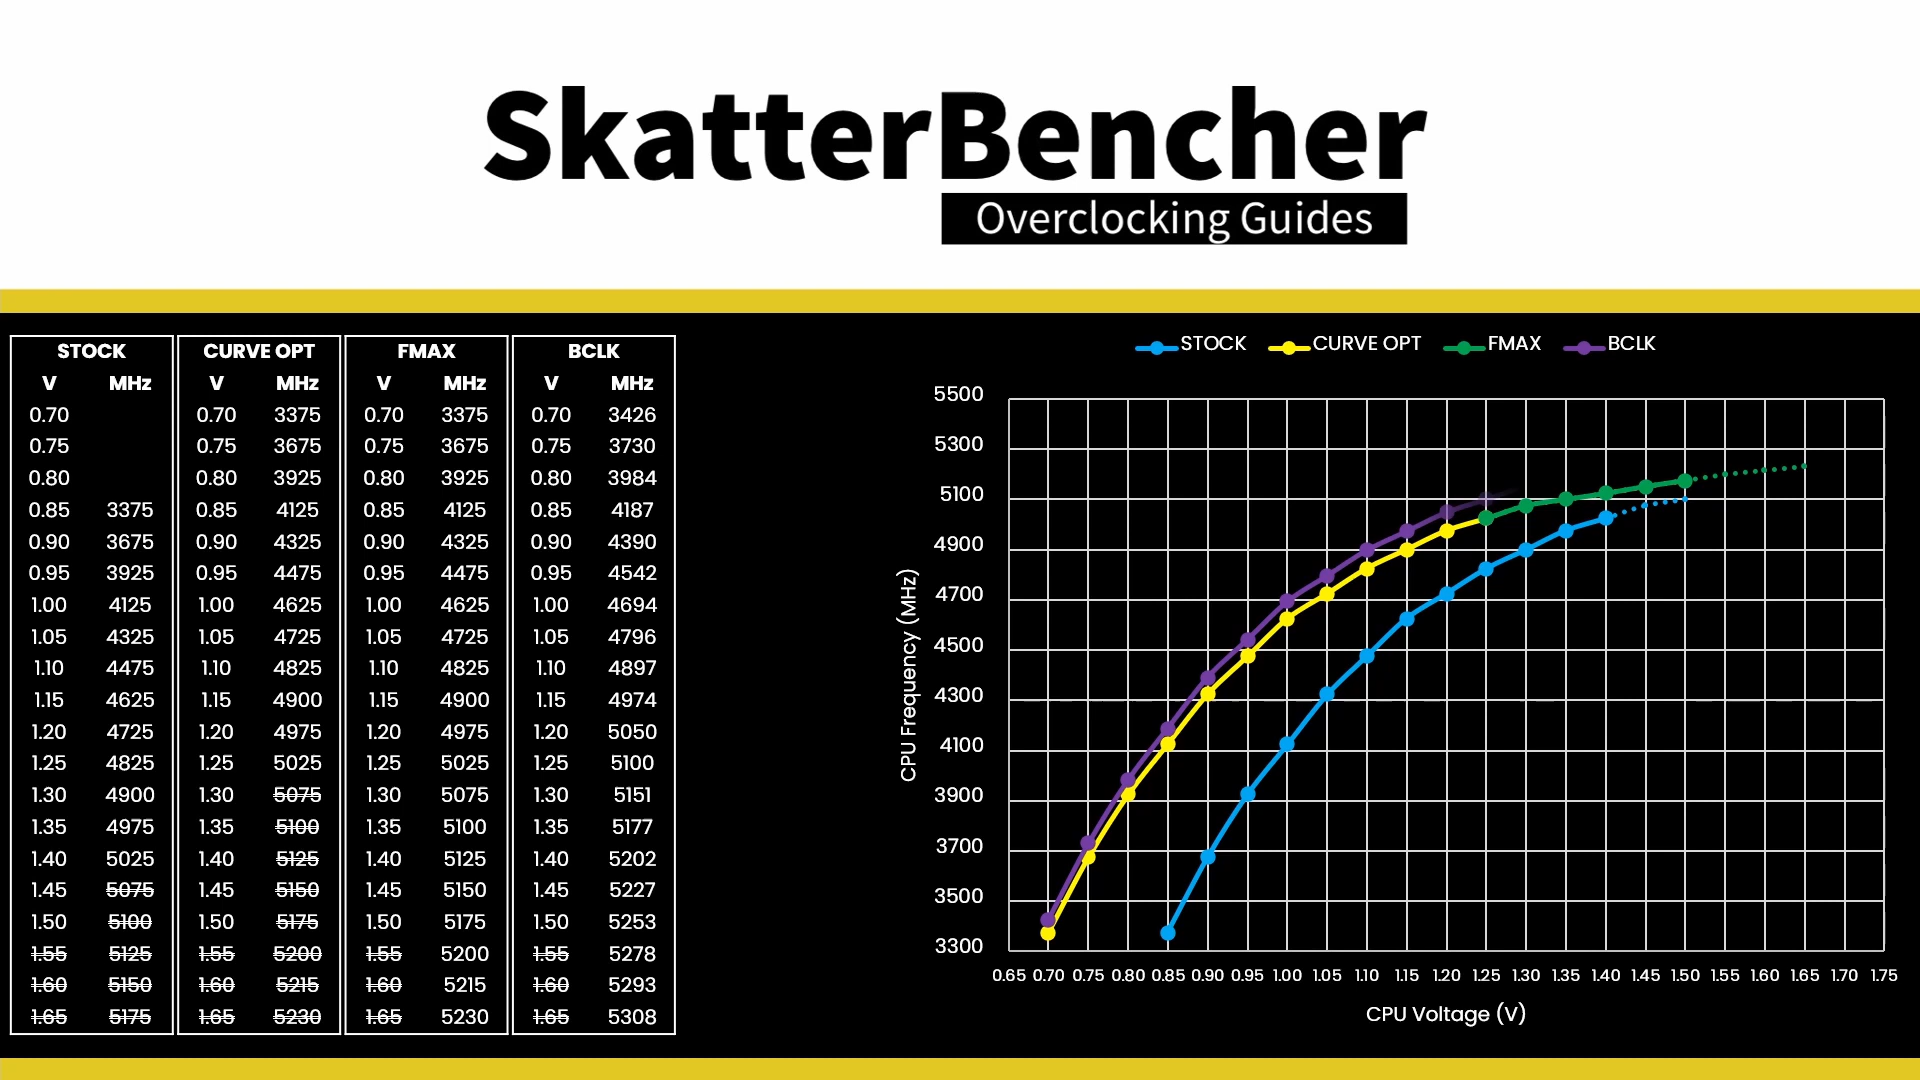 SkatterBencher
Overclocking Guides
STOCK CURVE OPT FMAX BCLK
V MHz V MHz V MHz V MHz
0.70 0.70 3375 0.70 3375 0.70 3426
0.75 0.75 3675 0.75 3675 0.75 3730
0.80 0.80 3925 0.80 3925 0.80 3984
0.85 3375 0.85 4125 0.85 4125 0.85 4187
0.90 3675 0.90 4325 0.90 4325 0.90 4390
0.95 3925 0.95 4475 0.95 4475 0.95 4542
1.00 4125 1.00 4625 1.00 4625 1.00 4694
1.05 4325 1.05 4725 1.05 4725 1.05 4796
1.10 4475 1.10 4825 1.10 4825 1.10 4897
1.15 4625 1.15 4900 1.15 4900 1.15 4974
1.20 4725 1.20 4975 1.20 4975 1.20 5050
1.25 4825 1.25 5025 1.25 5025 1.25 5100
1.30 4900 1.30 5075 1.30 5075 1.30 5151
1.35 4975 1.35 5100 1.35 5100 1.35 5177
1.40 5025 1.40 5125 1.40 5125 1.40 5202
1.45 5075 1.45 5150 1.45 5150 1.45 5227
1.50 5100 1.50 5175 1.50 5175 1.50 5253
1.55 5125 1.55 5200 1.55 5200 1.55 5278
1.60 5150 1.60 5215 1.60 5215 1.60 5293
1.65 5175 1.65 5230 1.65 5230 1.65 5308
STOCK CURVE OPT FMAX BCLK
CPU Frequency (MHz)
5500
5300
5100
4900
4700
4500
4300
4100
3900
3700
3500
3300
0.65 0.70 0.75 0.80 0.85 0.90 0.95 1.00 1.05 1.10 1.15 1.20 1.25 1.30 1.35 1.40 1.45 1.50 1.55 1.60 1.65 1.70 1.75
CPU Voltage (V)